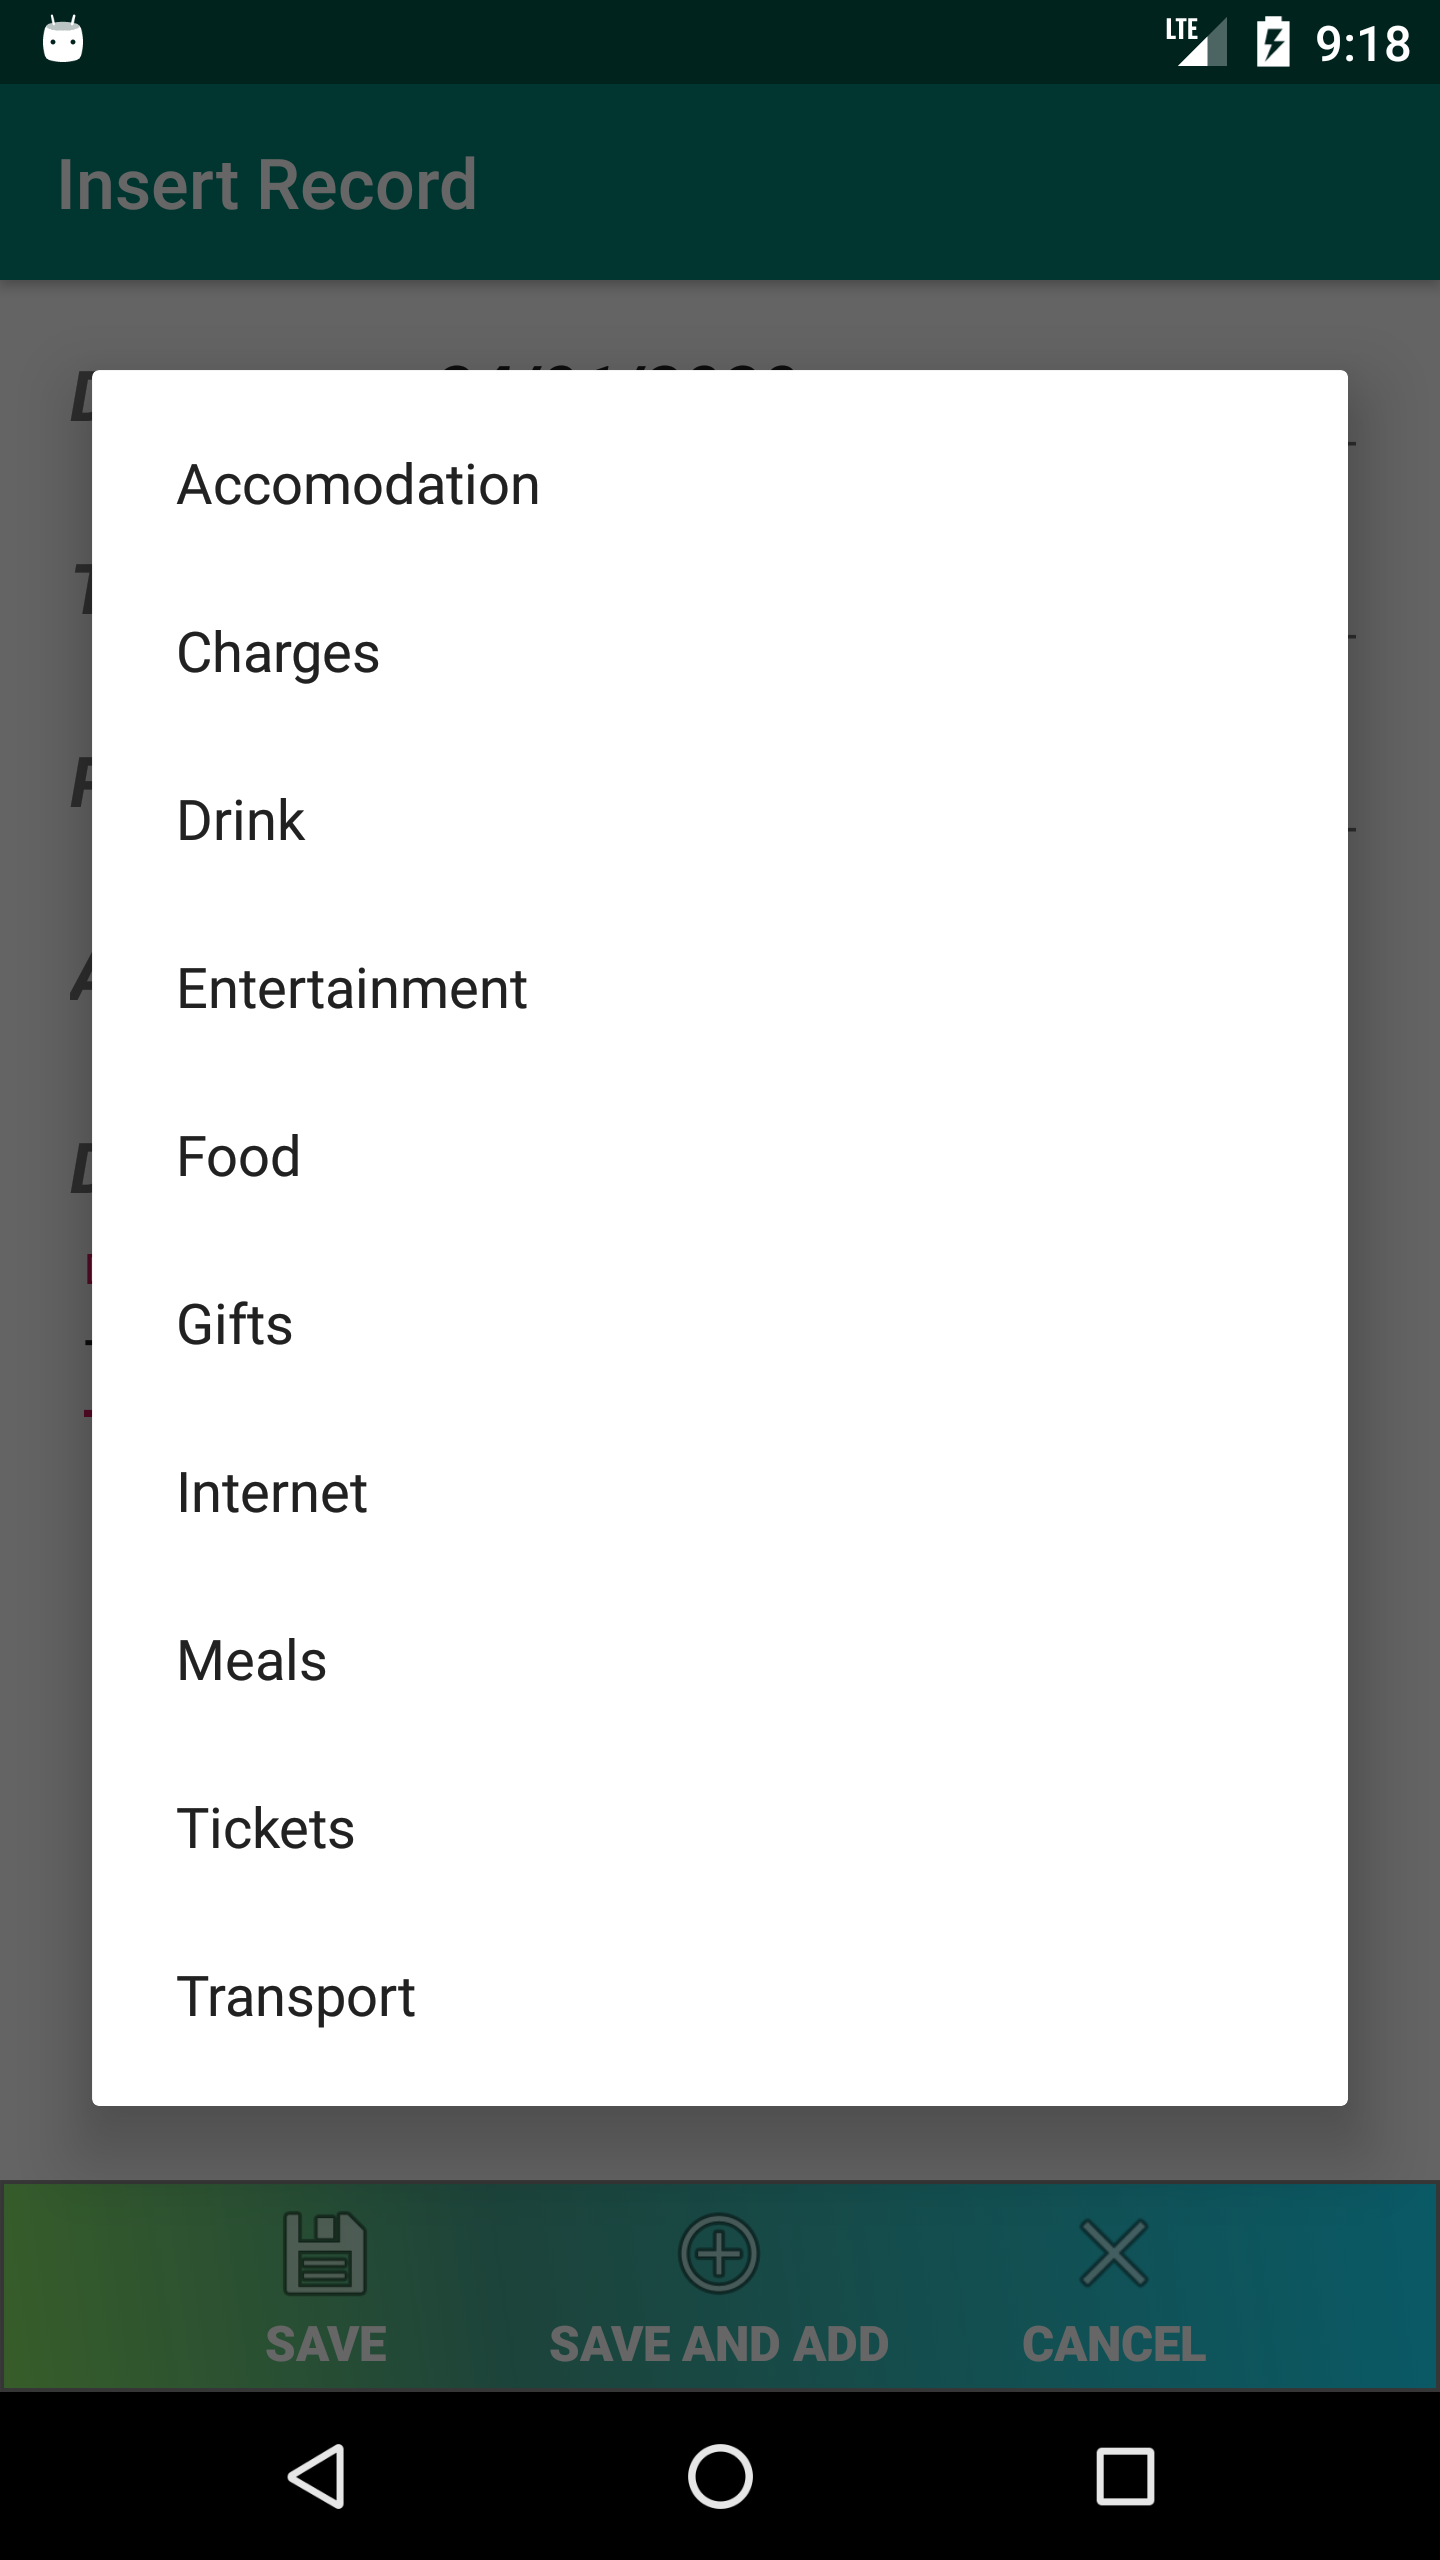 LTE 9:18
Insert Record
Accomodation
Charges
Drink
Entertainment
Food
Gifts
Internet
Meals
Tickets
Transport
SAVE SAVE AND ADD CANCEL